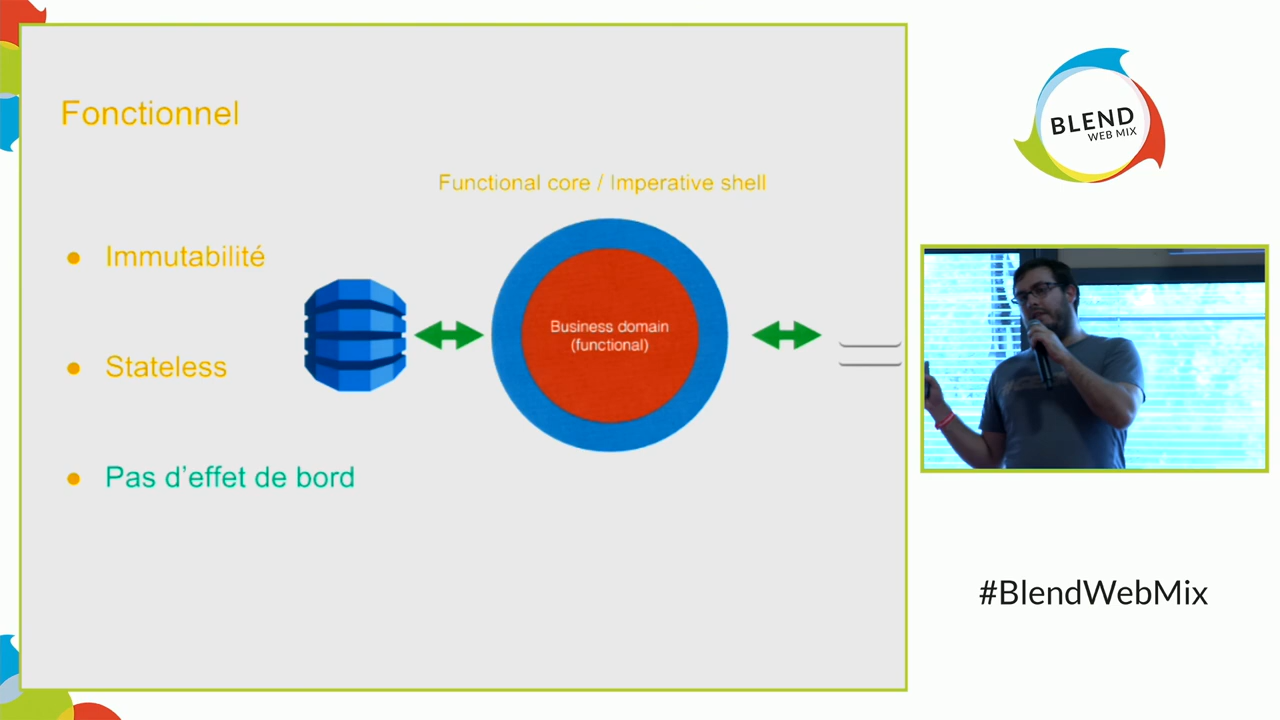 Fonctionnel
Functional core / Imperative shell
Immutabilité
Stateless
Pas d'effet de bord
Business domain
(functional)
BLEND
WEB MIX
#BlendWebMix